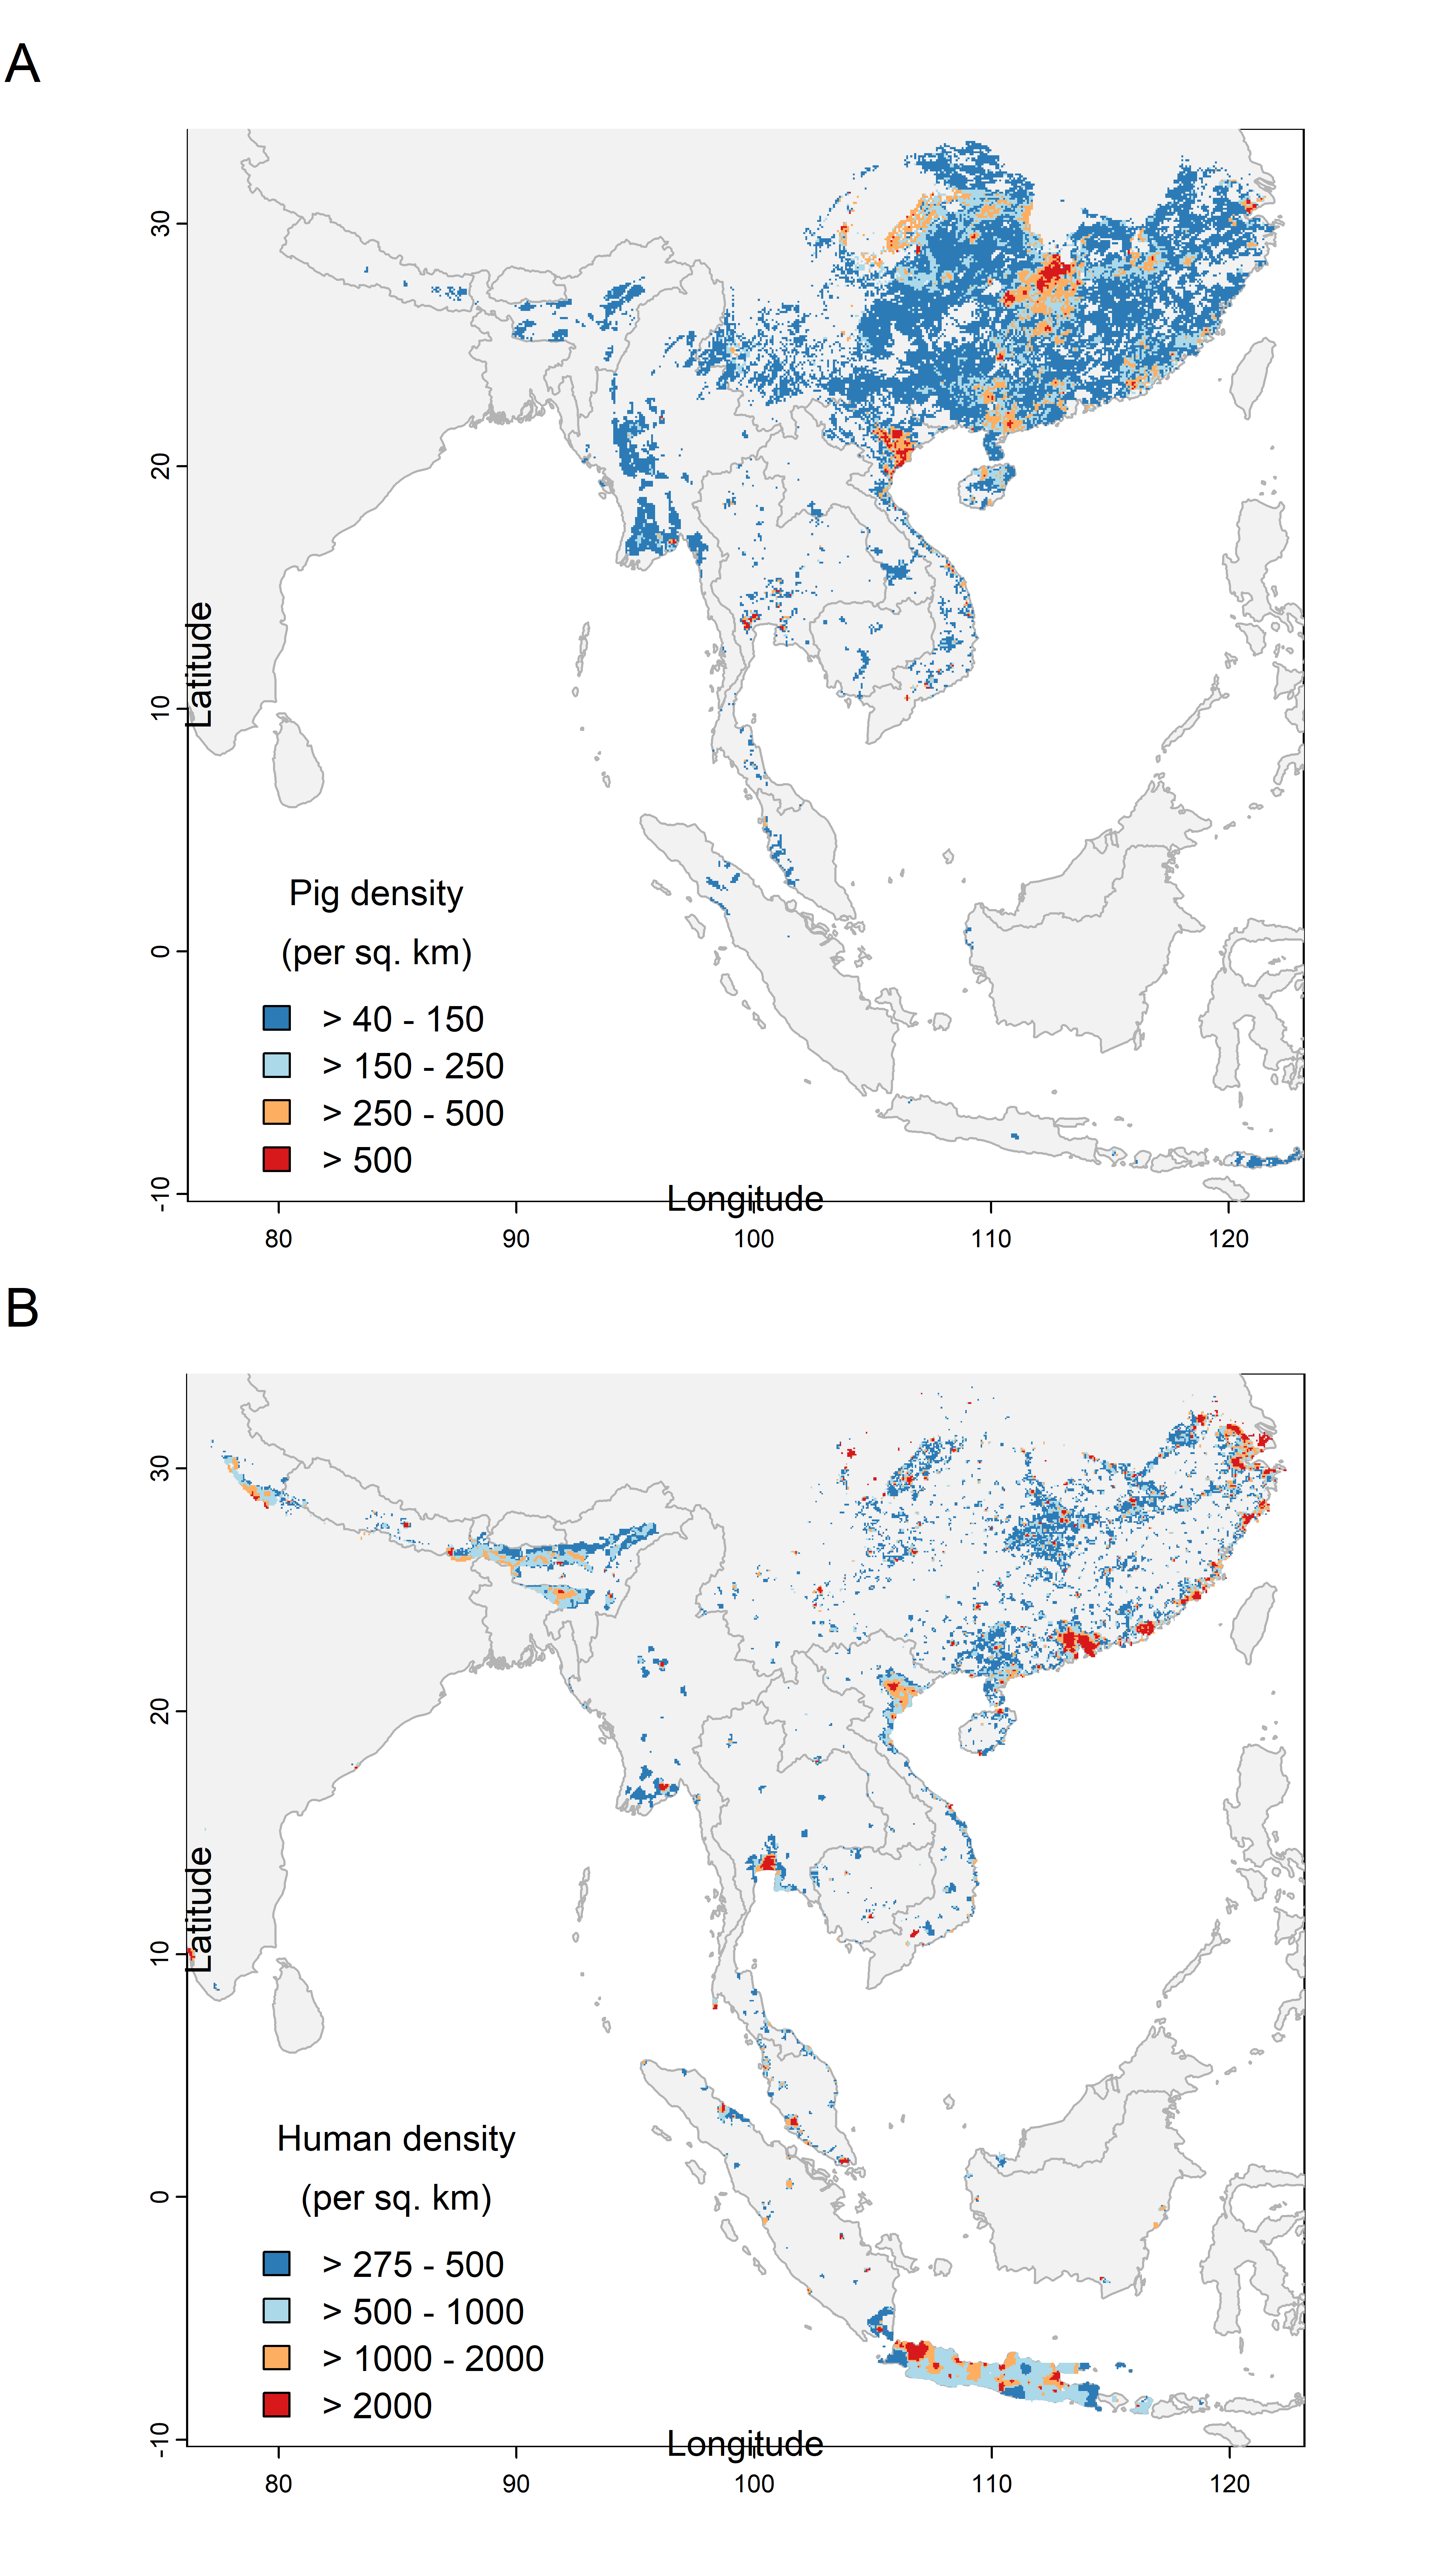 A
30
20
10
0
-10
Latitude
Pig density
(per sq. km)
> 40 - 150
> 150 - 250
> 250 - 500
> 500
Longitude
80 90 100 110 120
B
30
20
10
0
-10
Latitude
Human density
(per sq. km)
> 275 - 500
> 500 - 1000
> 1000 - 2000
> 2000
Longitude
80 90 100 110 120